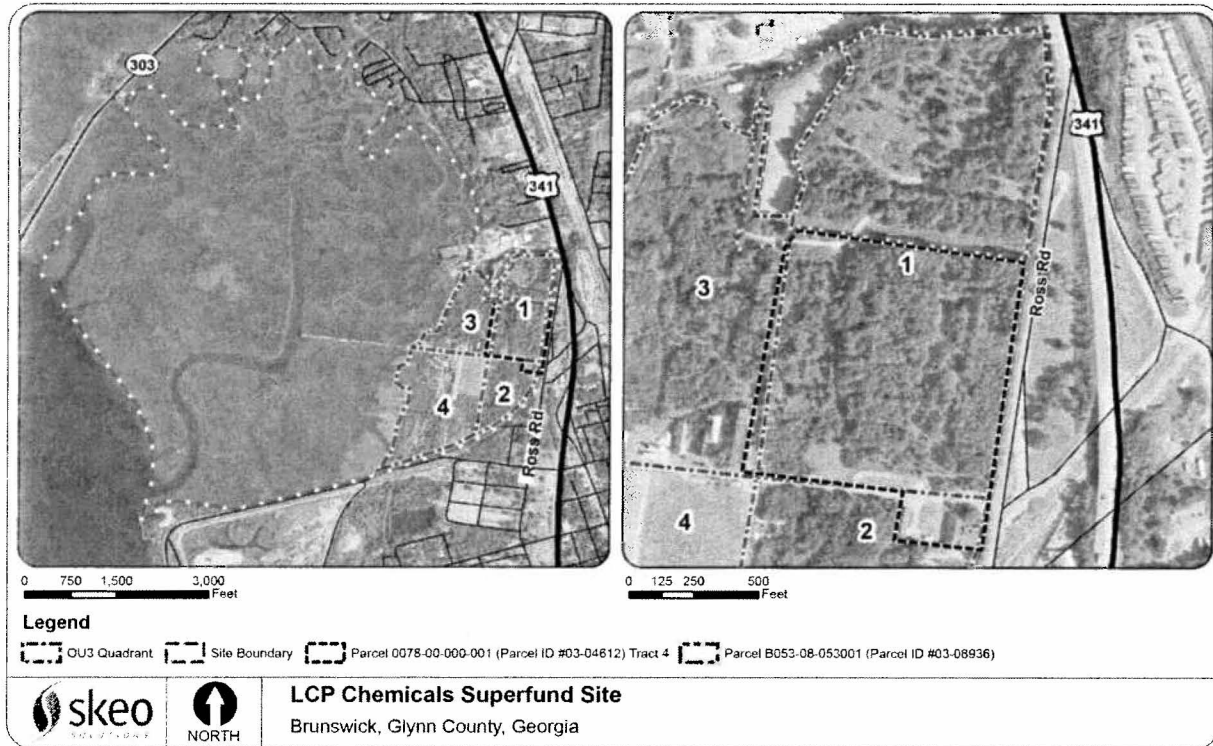 303
341
1
3
2
4
Ross Rd
341
1
3
Ross Rd
4
2
0 750 1,500 3,000
Feet
0 125 250 500
Feet
Legend
OU3 Quadrant Site Boundary Parcel 0078-00-000-001 (Parcel ID #03-04612) Tract 4 Parcel B053-08-053001 (Parcel ID #03-08936)
skeo
SOLUTIONS
NORTH
LCP Chemicals Superfund Site
Brunswick, Glynn County, Georgia